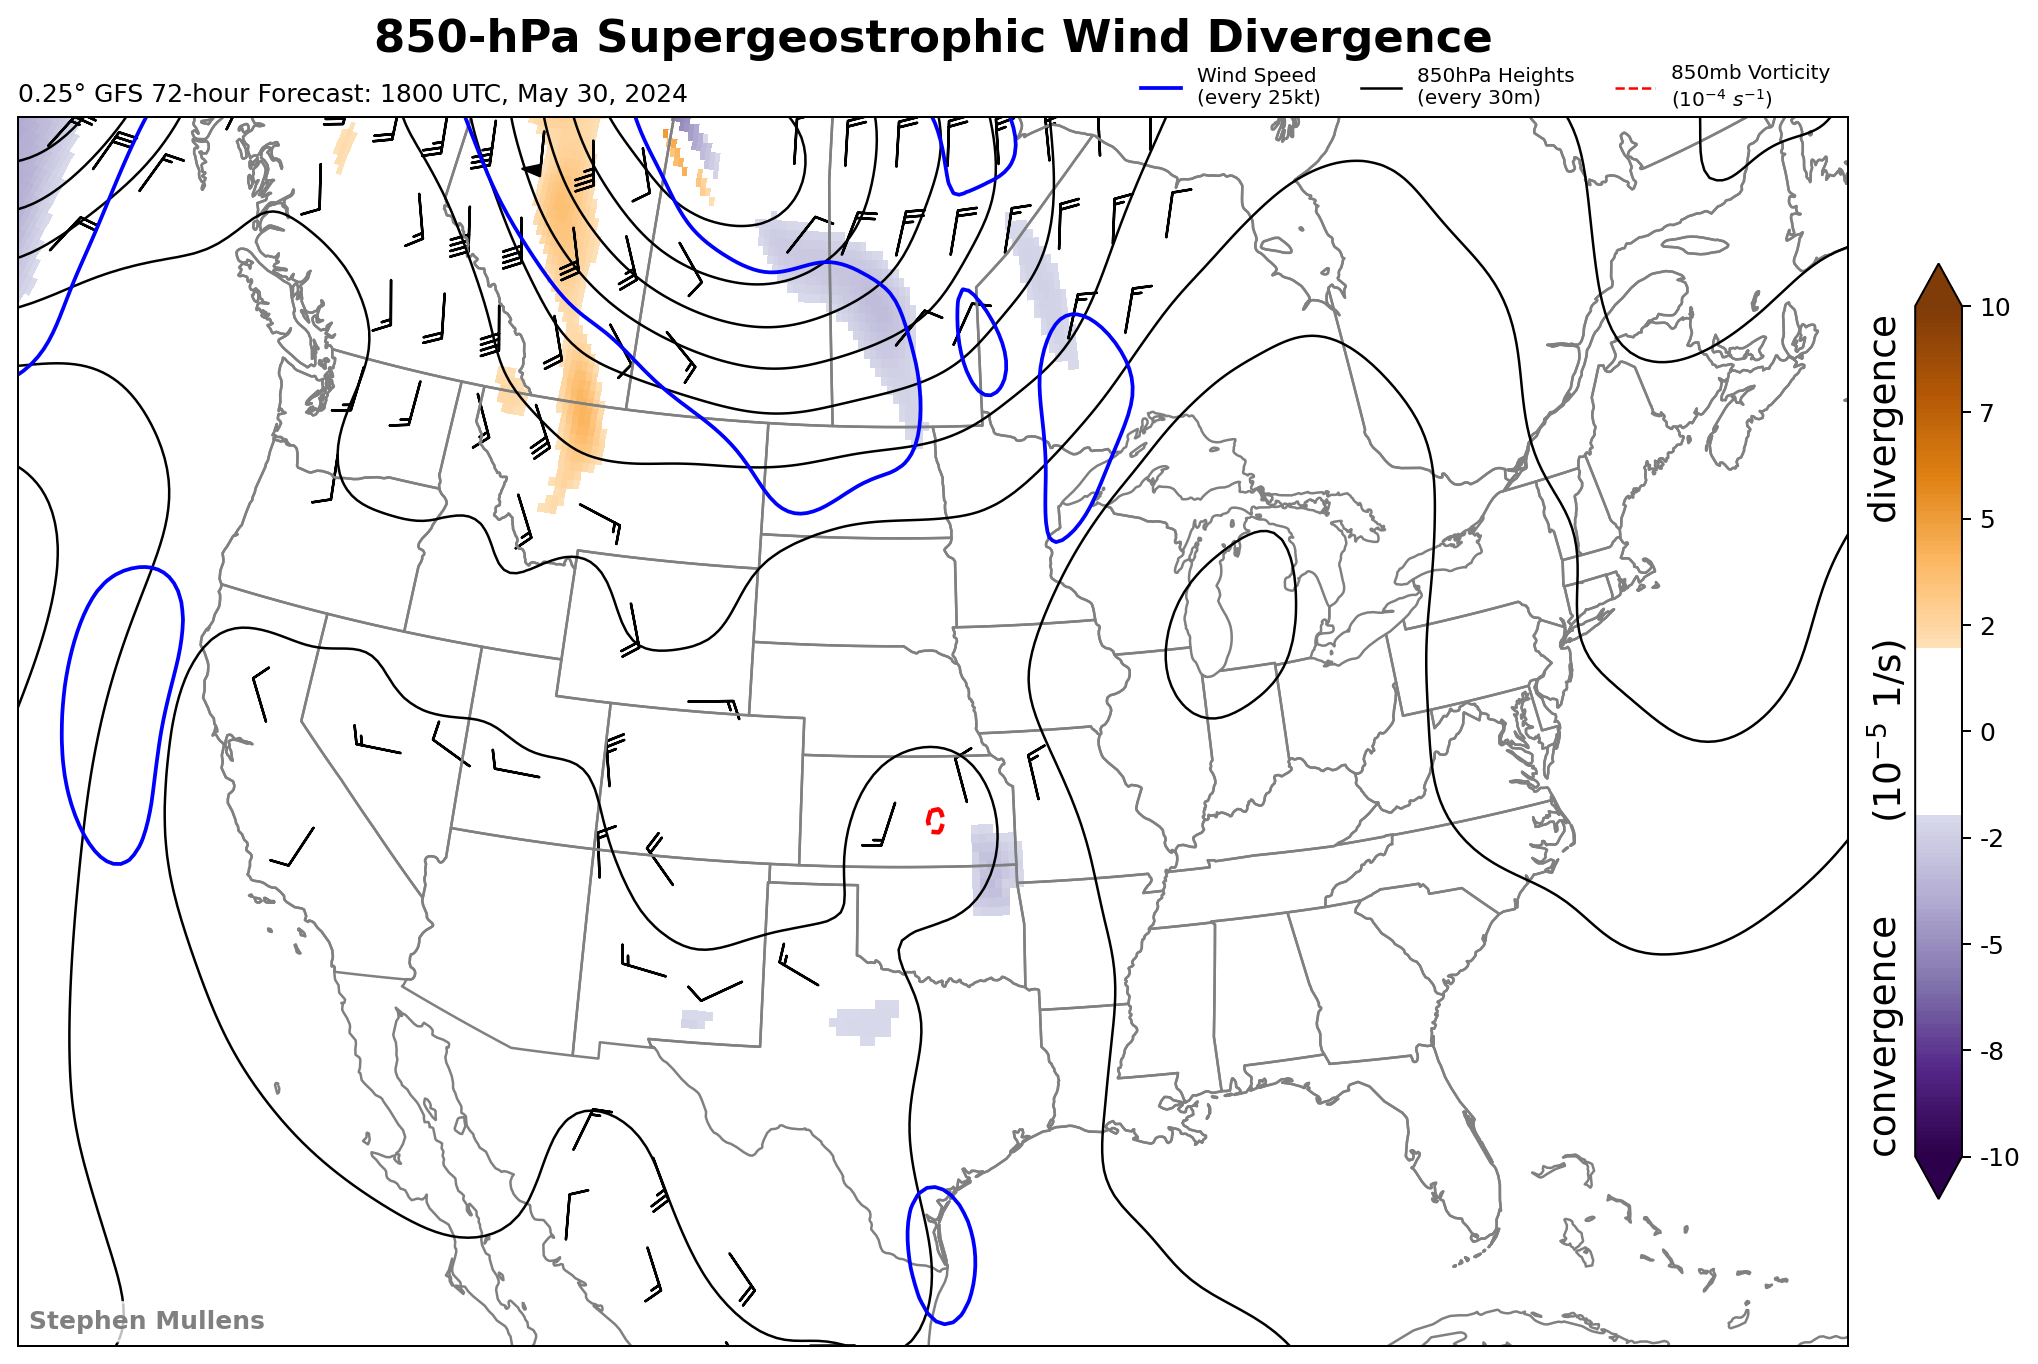 850-hPa Supergeostrophic Wind Divergence
0.25° GFS 72-hour Forecast: 1800 UTC, May 30, 2024
Wind Speed
(every 25kt)
850hPa Heights
(every 30m)
850mb Vorticity
(10⁻⁴ s⁻¹)
10
7
5
2
0
-2
-5
-8
-10
divergence
(10⁻⁵ 1/s)
convergence
Stephen Mullens